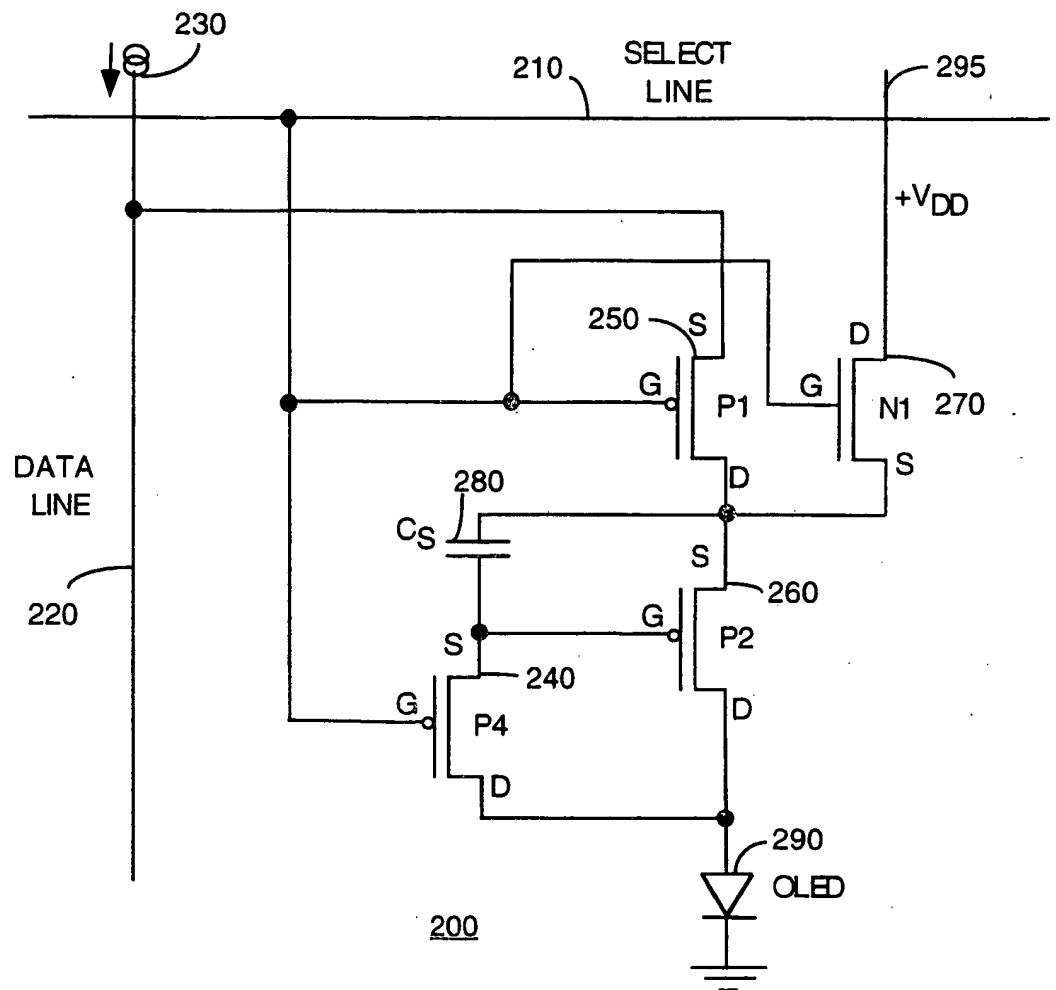 230
SELECT
LINE
210
295
+VDD
250
S
D
G
P1
G
N1
270
DATA
LINE
S
D
280
CS
S
260
G
P2
220
S
240
G
P4
D
D
290
OLED
200